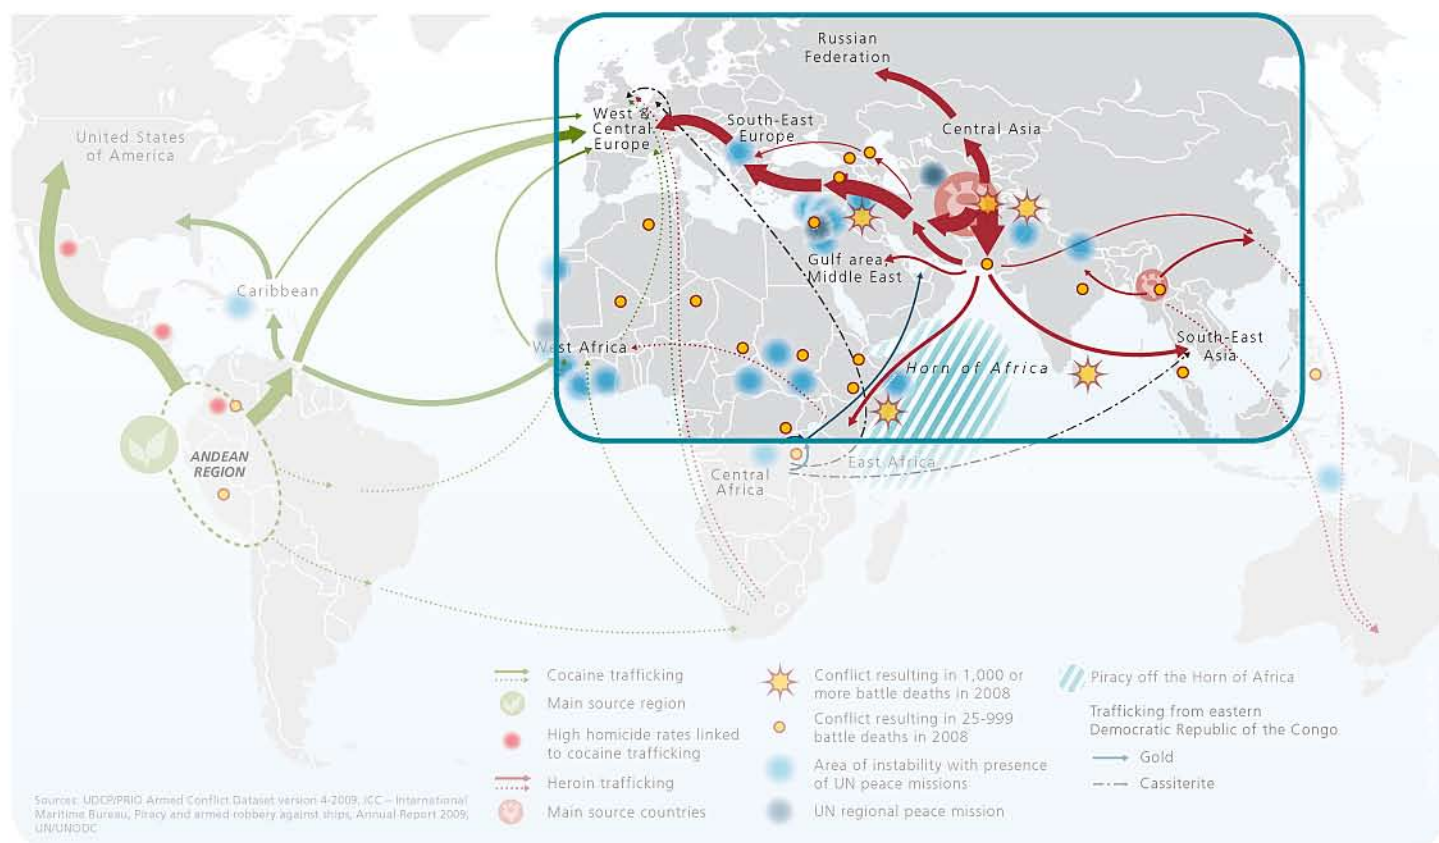 Russian
Federation
United States
of America
West &
Central
Europe
South-East
Europe
Central Asia
Gulf area,
Middle East
Caribbean
West Africa
South-East
Asia
Horn of Africa
ANDEAN
REGION
Central
Africa
East Africa
Cocaine trafficking
Main source region
High homicide rates linked
to cocaine trafficking
Heroin trafficking
Main source countries
Conflict resulting in 1,000 or
more battle deaths in 2008
Conflict resulting in 25-999
battle deaths in 2008
Area of instability with presence
of UN peace missions
UN regional peace mission
Piracy off the Horn of Africa
Trafficking from eastern
Democratic Republic of the Congo
Gold
Cassiterite
Sources: UDCP/PRIO Armed Conflict Dataset version 4-2009, ICC – International
Maritime Bureau, Piracy and armed robbery against ships, Annual Report 2009,
UN/UNODC